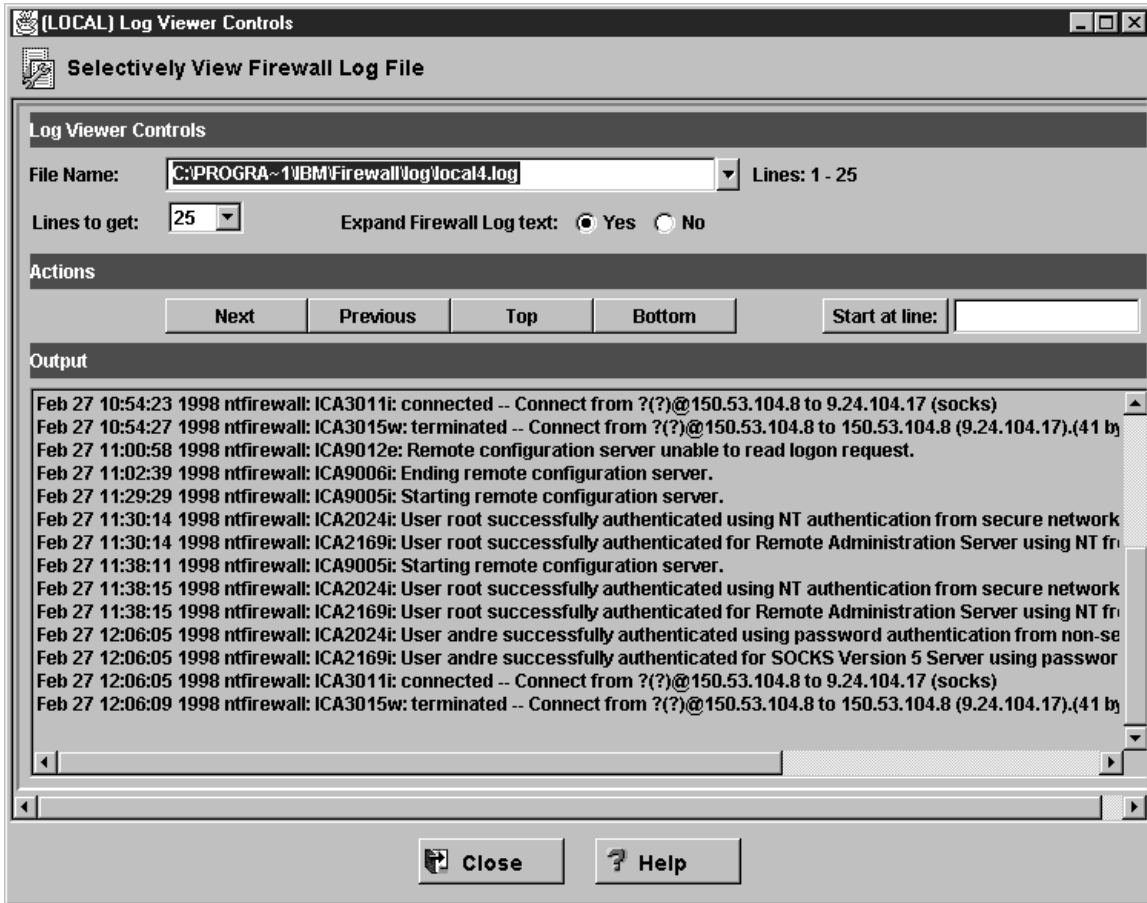 (LOCAL) Log Viewer Controls
Selectively View Firewall Log File
Log Viewer Controls
File Name: C:\PROGRA~1\IBM\Firewall\log\local4.log Lines: 1 - 25
Lines to get: 25 Expand Firewall Log text: Yes No
Actions
Next Previous Top Bottom Start at line:
Output
Feb 27 10:54:23 1998 ntfirewall: ICA3011i: connected -- Connect from ?(?)@150.53.104.8 to 9.24.104.17 (socks)
Feb 27 10:54:27 1998 ntfirewall: ICA3015w: terminated -- Connect from ?(?)@150.53.104.8 to 150.53.104.8 (9.24.104.17).(41 by
Feb 27 11:00:58 1998 ntfirewall: ICA9012e: Remote configuration server unable to read logon request.
Feb 27 11:02:39 1998 ntfirewall: ICA9006i: Ending remote configuration server.
Feb 27 11:29:29 1998 ntfirewall: ICA9005i: Starting remote configuration server.
Feb 27 11:30:14 1998 ntfirewall: ICA2024i: User root successfully authenticated using NT authentication from secure network
Feb 27 11:30:14 1998 ntfirewall: ICA2169i: User root successfully authenticated for Remote Administration Server using NT fr
Feb 27 11:38:11 1998 ntfirewall: ICA9005i: Starting remote configuration server.
Feb 27 11:38:15 1998 ntfirewall: ICA2024i: User root successfully authenticated using NT authentication from secure network
Feb 27 11:38:15 1998 ntfirewall: ICA2169i: User root successfully authenticated for Remote Administration Server using NT fr
Feb 27 12:06:05 1998 ntfirewall: ICA2024i: User andre successfully authenticated using password authentication from non-se
Feb 27 12:06:05 1998 ntfirewall: ICA2169i: User andre successfully authenticated for SOCKS Version 5 Server using passwor
Feb 27 12:06:05 1998 ntfirewall: ICA3011i: connected -- Connect from ?(?)@150.53.104.8 to 9.24.104.17 (socks)
Feb 27 12:06:09 1998 ntfirewall: ICA3015w: terminated -- Connect from ?(?)@150.53.104.8 to 150.53.104.8 (9.24.104.17).(41 by
Close Help